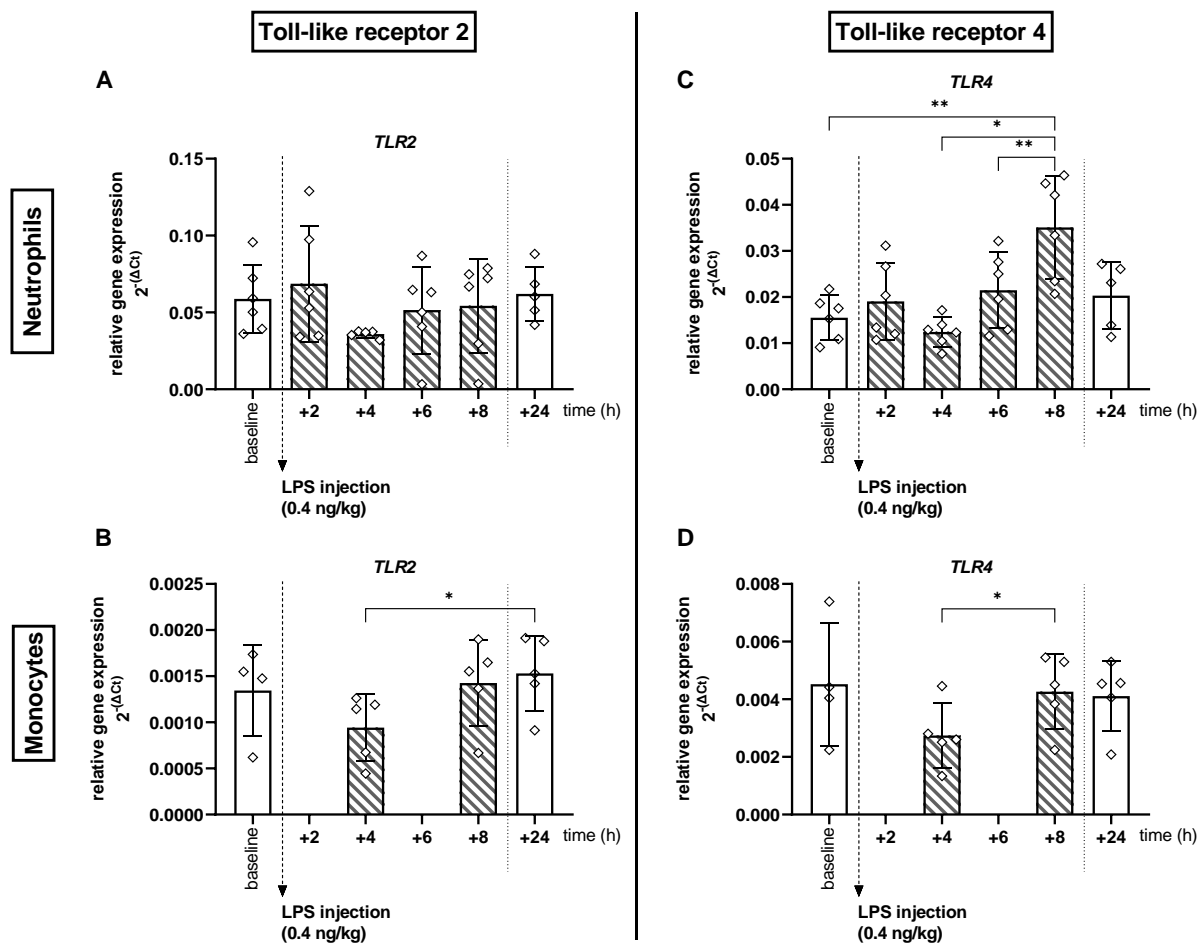 Toll-like receptor 2
Toll-like receptor 4
Neutrophils
Monocytes
A
TLR2
relative gene expression
2^-(ΔCt)
0.15
0.10
0.05
0.00
baseline
+2
+4
+6
+8
+24
time (h)
LPS injection
(0.4 ng/kg)
C
TLR4
**
*
**
relative gene expression
2^-(ΔCt)
0.05
0.04
0.03
0.02
0.01
0.00
baseline
+2
+4
+6
+8
+24
time (h)
LPS injection
(0.4 ng/kg)
B
TLR2
*
relative gene expression
2^-(ΔCt)
0.0025
0.0020
0.0015
0.0010
0.0005
0.0000
baseline
+2
+4
+6
+8
+24
time (h)
LPS injection
(0.4 ng/kg)
D
TLR4
*
relative gene expression
2^-(ΔCt)
0.008
0.006
0.004
0.002
0.000
baseline
+2
+4
+6
+8
+24
time (h)
LPS injection
(0.4 ng/kg)